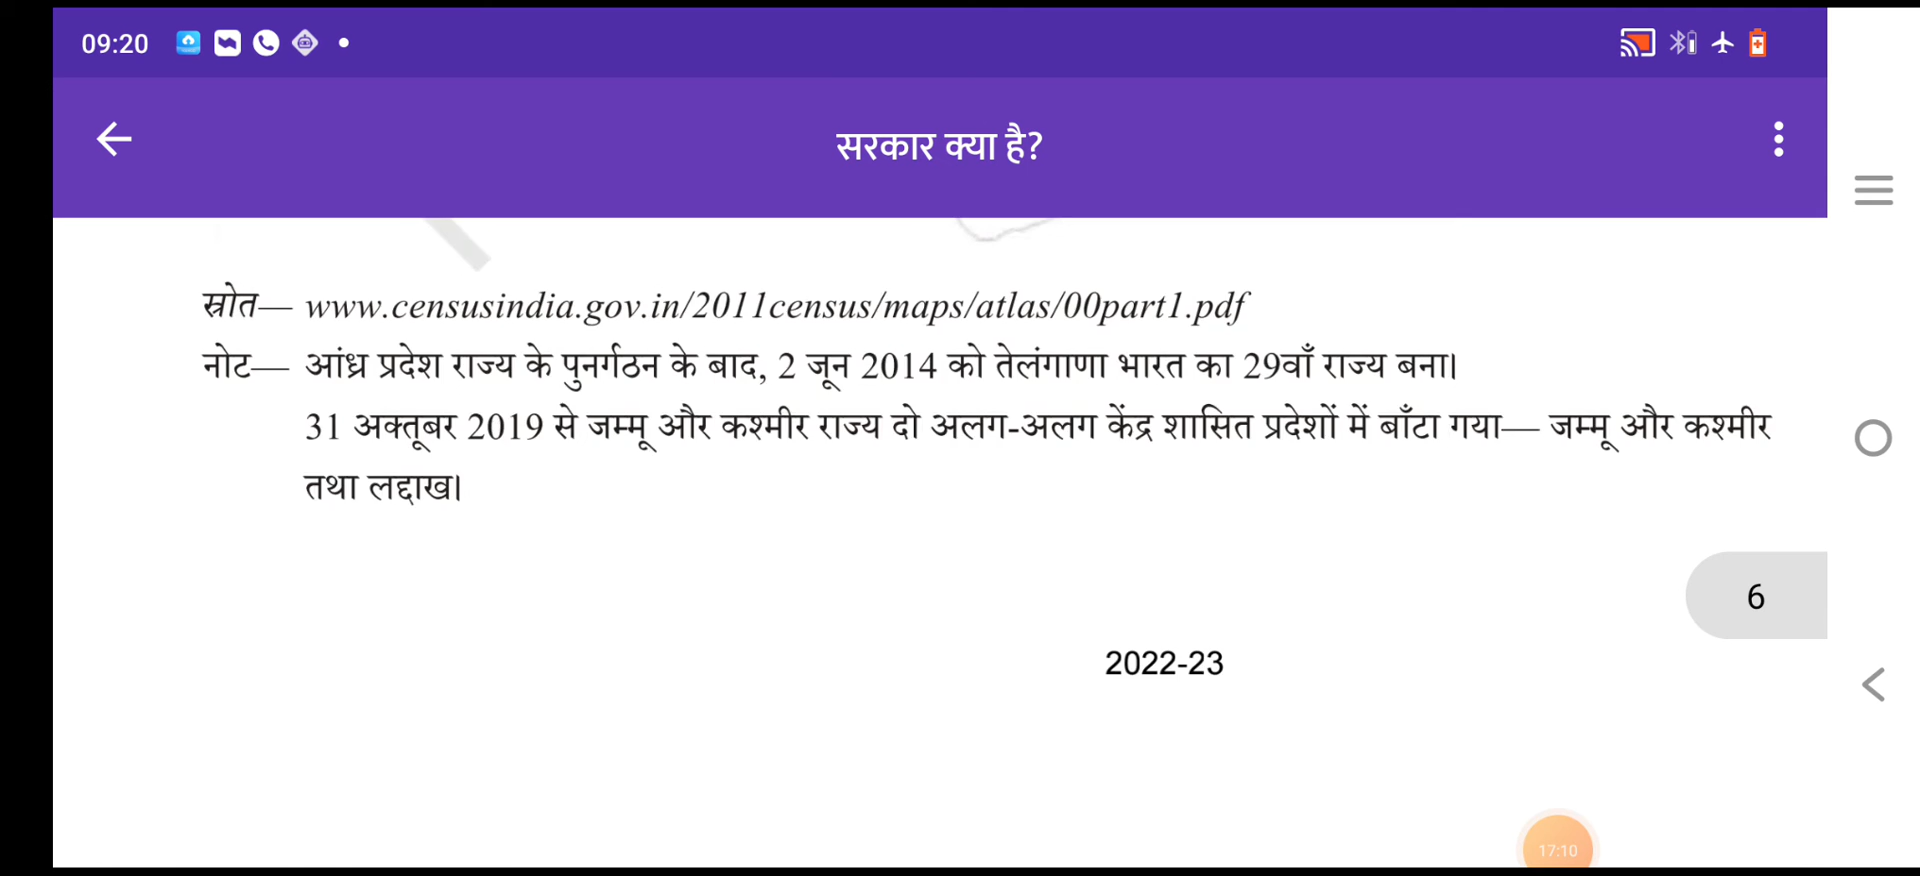 09:20
सरकार क्या है?
स्रोत— www.censusindia.gov.in/2011census/maps/atlas/00part1.pdf
नोट— आंध्र प्रदेश राज्य के पुनर्गठन के बाद, 2 जून 2014 को तेलंगाणा भारत का 29वाँ राज्य बना।
31 अक्तूबर 2019 से जम्मू और कश्मीर राज्य दो अलग-अलग केंद्र शासित प्रदेशों में बाँटा गया— जम्मू और कश्मीर
तथा लद्दाख।
6
2022-23
17:10